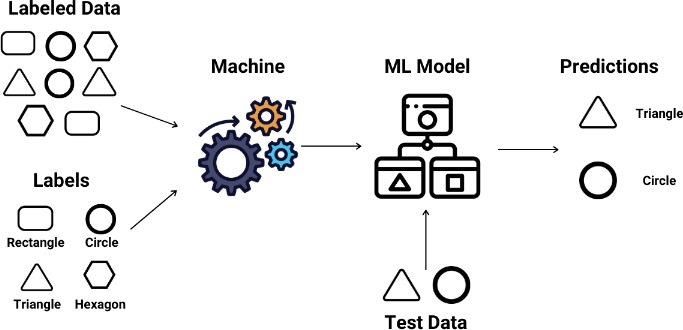 Labeled Data
Machine
ML Model
Predictions
Triangle
Circle
Labels
Rectangle
Circle
Triangle
Hexagon
Test Data